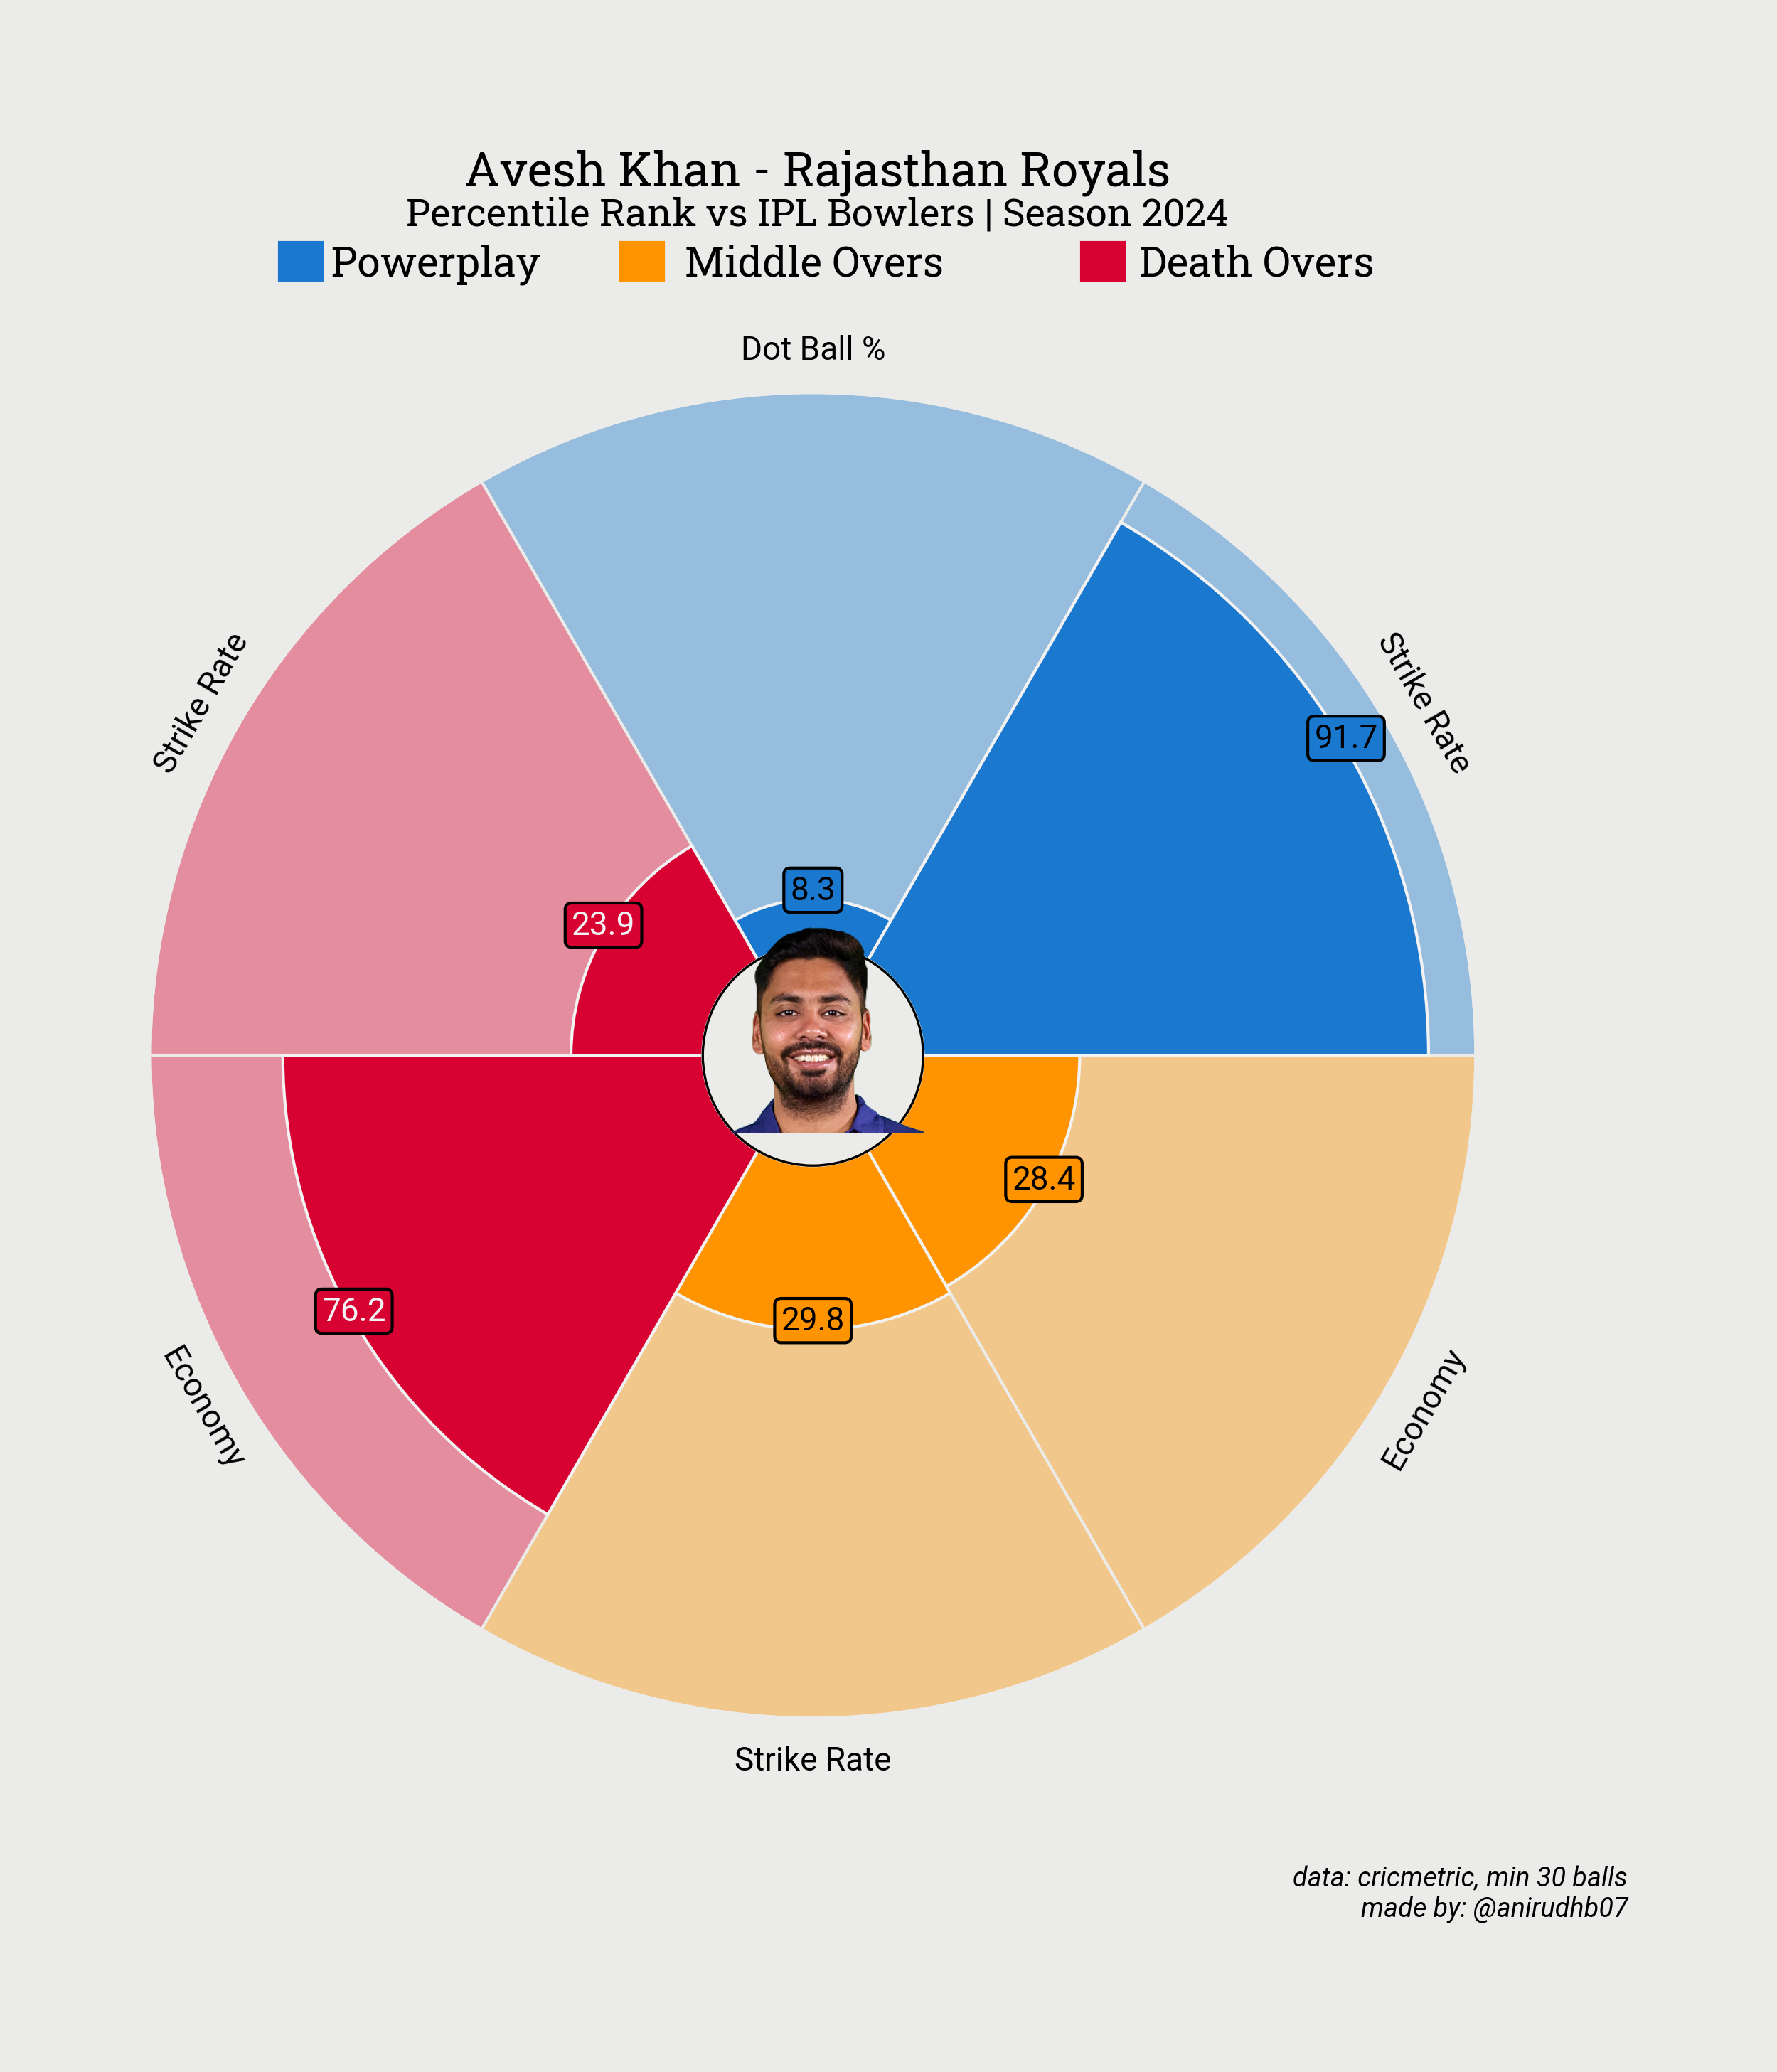 Avesh Khan - Rajasthan Royals
Percentile Rank vs IPL Bowlers | Season 2024
Powerplay Middle Overs Death Overs
Dot Ball %
Strike Rate
Strike Rate
91.7
8.3
23.9
28.4
29.8
76.2
Economy
Economy
Strike Rate
data: cricmetric, min 30 balls
made by: @anirudhb07